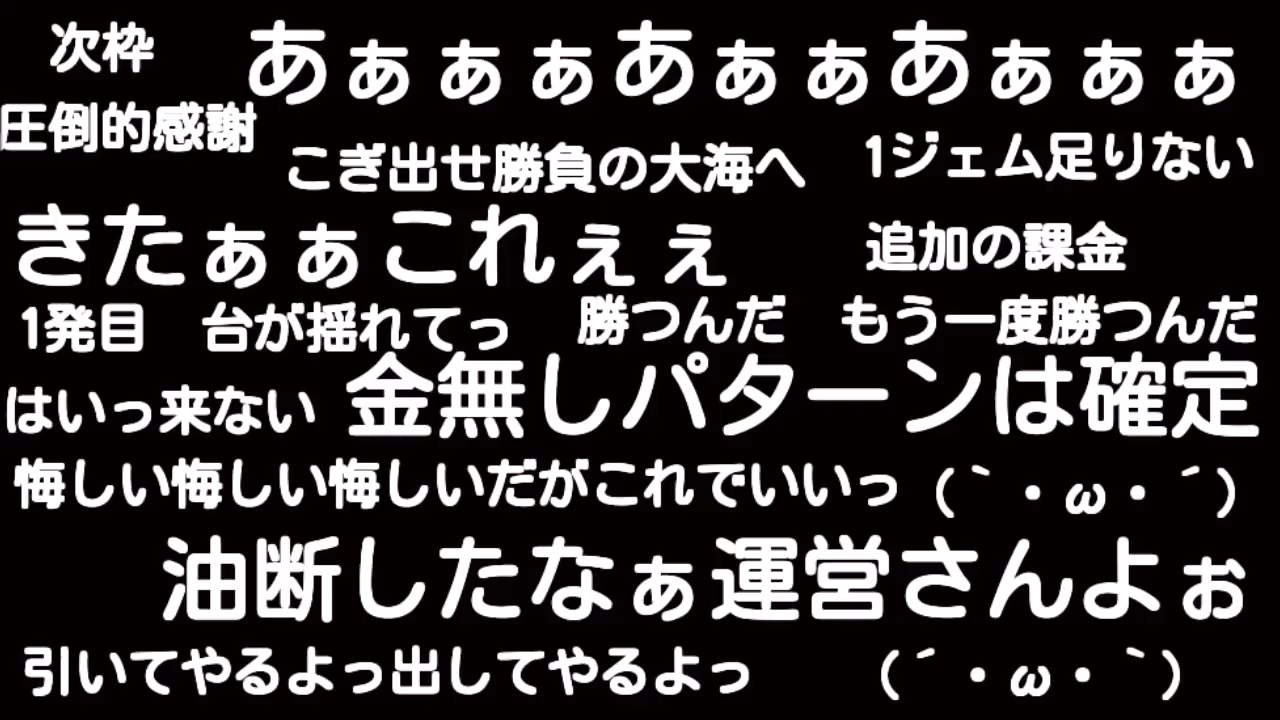 次枠
あぁぁぁあぁぁあぁぁぁ
圧倒的感謝
こぎ出せ勝負の大海へ
1ジェム足りない
きたぁぁこれぇぇ
追加の課金
1発目 台が揺れてっ
勝つんだ もう一度勝つんだ
はいっ来ない
金無しパターンは確定
悔しい悔しい悔しいだがこれでいいっ
(｀・ω・´)
油断したなぁ運営さんよぉ
引いてやるよっ出してやるよっ
(´・ω・｀)